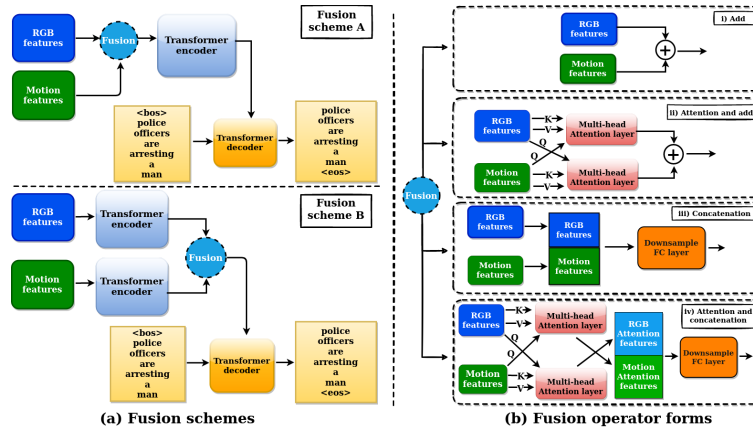 Fusion
scheme A
RGB
features
Fusion
Transformer
encoder
Motion
features
<bos>
police
officers
are
arresting
a
man
Transformer
decoder
police
officers
are
arresting
a
man
<eos>
Fusion
scheme B
RGB
features
Transformer
encoder
Fusion
Motion
features
Transformer
encoder
<bos>
police
officers
are
arresting
a
man
Transformer
decoder
police
officers
are
arresting
a
man
<eos>
(a) Fusion schemes
Fusion
i) Add
RGB
features
Motion
features
ii) Attention and add
RGB
features
K
V
Q
Multi-head
Attention layer
Motion
features
Q
K
V
Multi-head
Attention layer
iii) Concatenation
RGB
features
RGB
features
Motion
features
Motion
features
Downsample
FC layer
iv) Attention and
concatenation
RGB
features
K
V
Q
Multi-head
Attention layer
Motion
features
Q
K
V
Multi-head
Attention layer
RGB
Attention
features
Motion
Attention
features
Downsample
FC layer
(b) Fusion operator forms